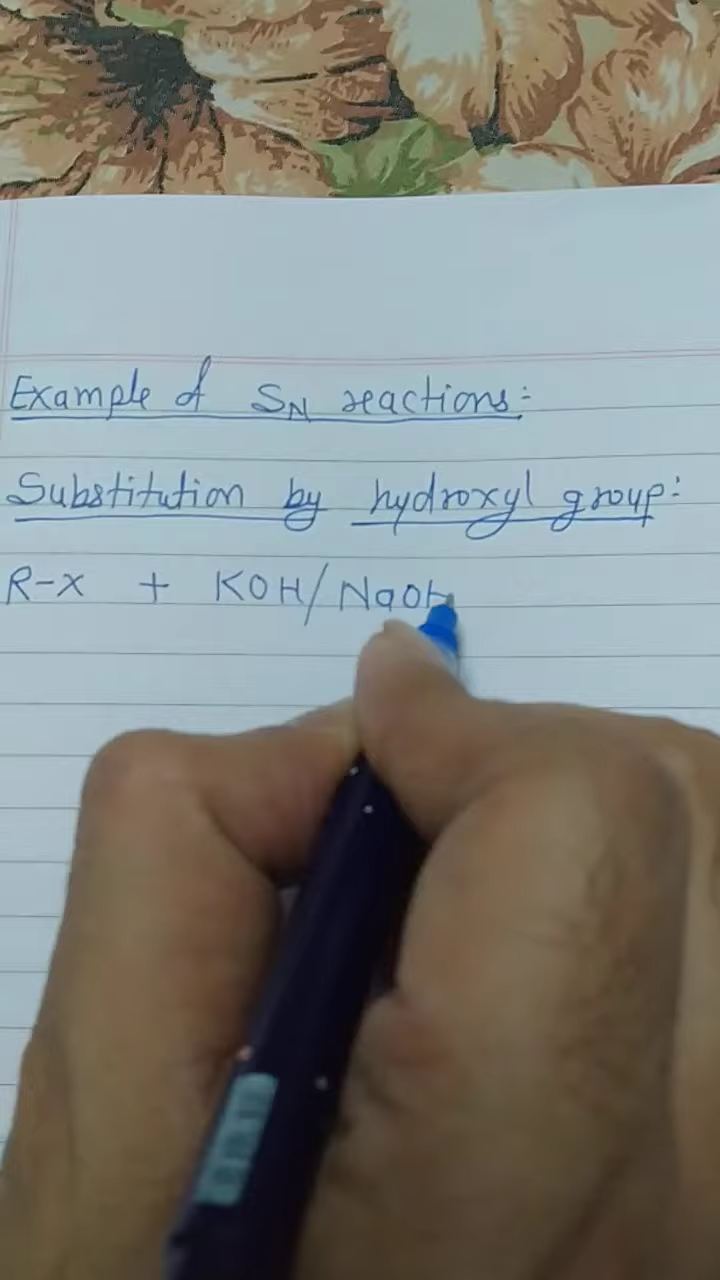 Example of SN reactions:-
Substitution by hydroxyl group:-
R-X + KOH/NaOH